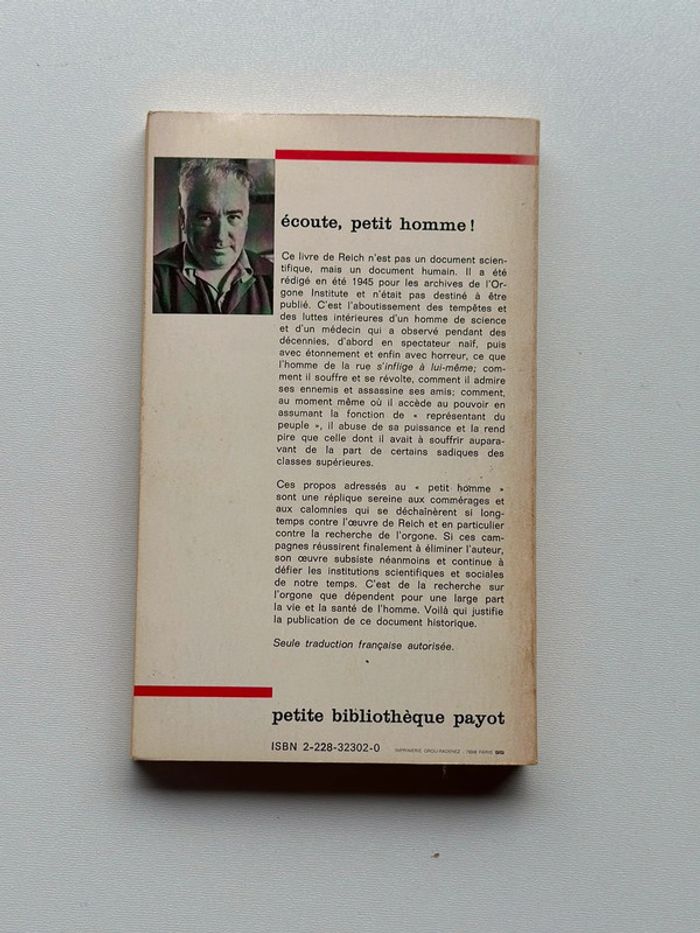 écoute, petit homme !
Ce livre de Reich n'est pas un document scien-
tifique, mais un document humain. Il a été
rédigé en été 1945 pour les archives de l'Or-
gone Institute et n'était pas destiné à être
publié. C'est l'aboutissement des tempêtes et
des luttes intérieures d'un homme de science
et d'un médecin qui a observé pendant des
décennies, d'abord en spectateur naïf, puis
avec étonnement et enfin avec horreur, ce que
l'homme de la rue s'inflige à lui-même; com-
ment il souffre et se révolte, comment il admire
ses ennemis et assassine ses amis; comment,
au moment même où il accède au pouvoir en
assumant la fonction de « représentant du
peuple », il abuse de sa puissance et la rend
pire que celle dont il avait à souffrir aupara-
vant de la part de certains sadiques des
classes supérieures.
Ces propos adressés au « petit homme »
sont une réplique sereine aux commérages et
aux calomnies qui se déchaînèrent si long-
temps contre l'œuvre de Reich et en particulier
contre la recherche de l'orgone. Si ces cam-
pagnes réussirent finalement à éliminer l'auteur,
son œuvre subsiste néanmoins et continue à
défier les institutions scientifiques et sociales
de notre temps. C'est de la recherche sur
l'orgone que dépendent pour une large part
la vie et la santé de l'homme. Voilà qui justifie
la publication de ce document historique.
Seule traduction française autorisée.
petite bibliothèque payot
ISBN 2-228-32302-0
IMPRIMERIE